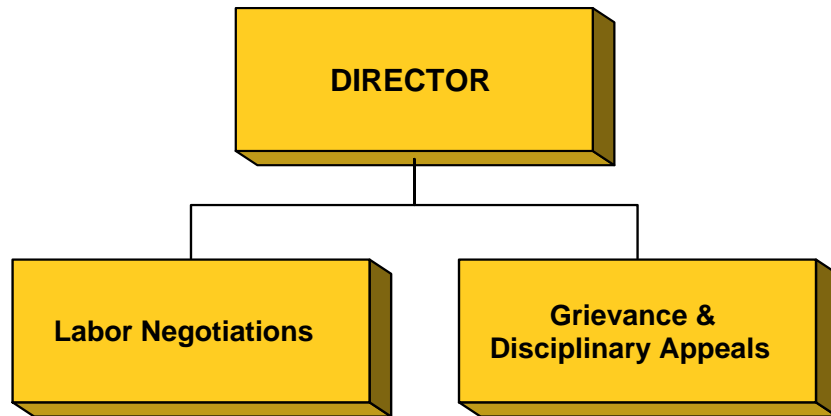 DIRECTOR
Labor Negotiations
Grievance &
Disciplinary Appeals